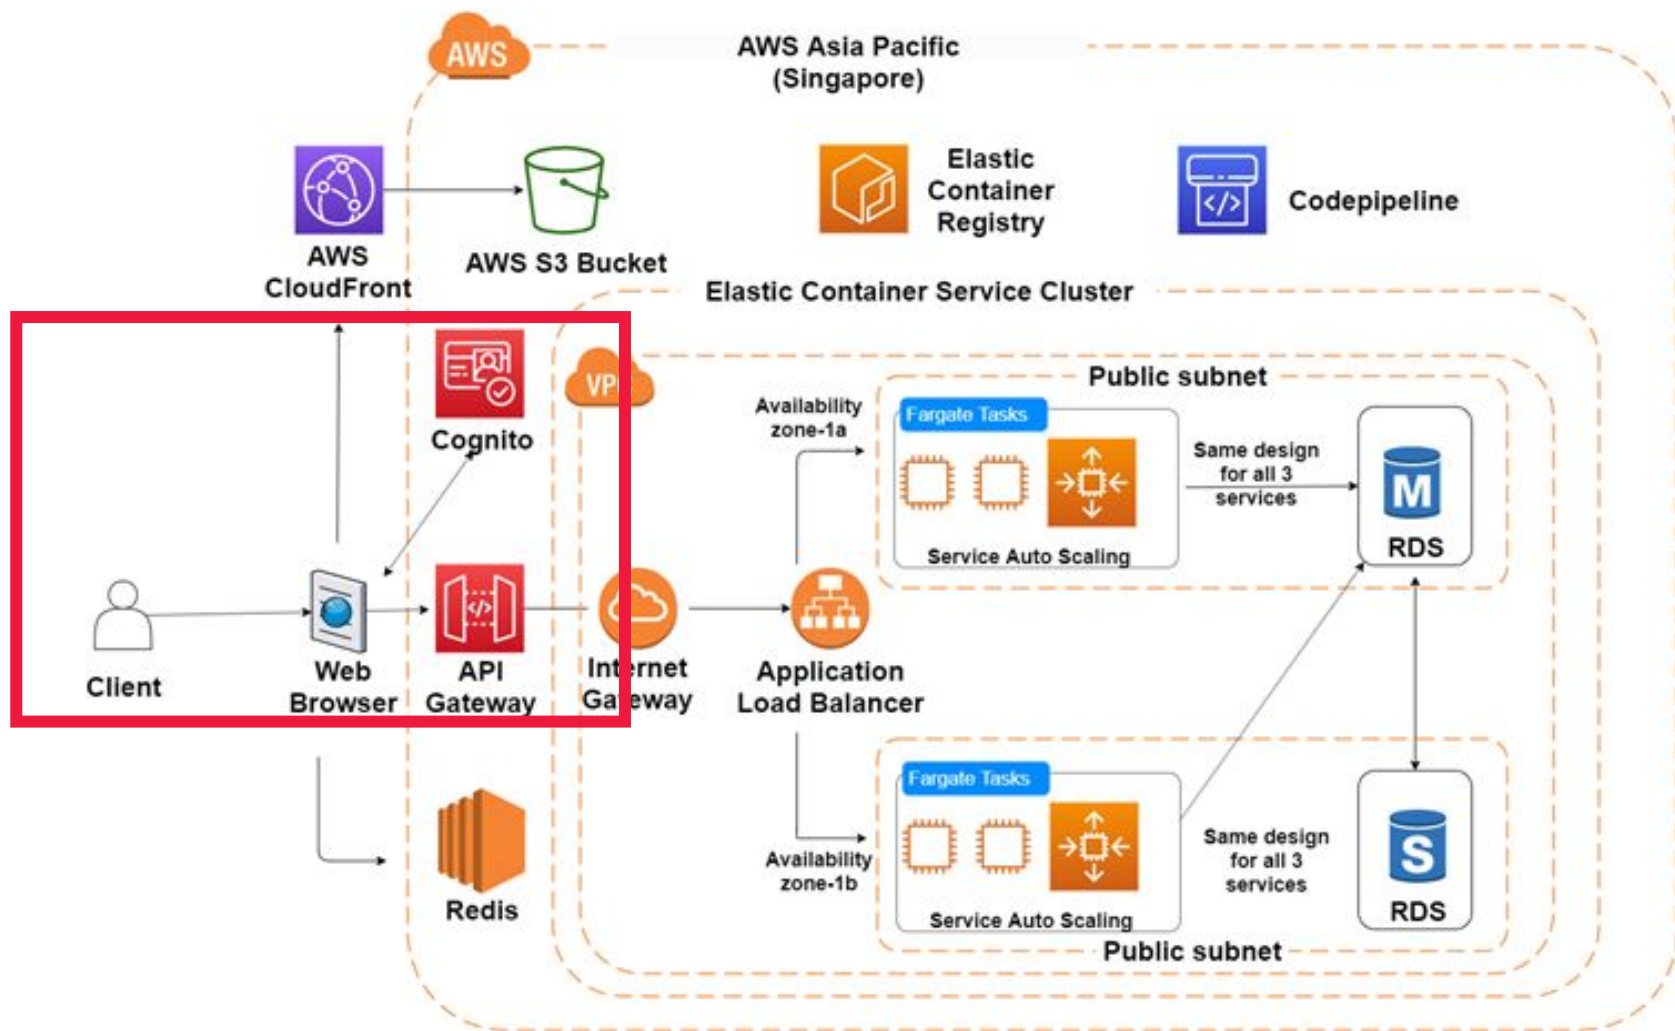 AWS
AWS Asia Pacific
(Singapore)
AWS
CloudFront
AWS S3 Bucket
Elastic
Container
Registry
Codepipeline
Elastic Container Service Cluster
Cognito
Public subnet
Availability
zone-1a
Fargate Tasks
Service Auto Scaling
Same design
for all 3
services
M
RDS
Client
Web
Browser
</>
API
Gateway
Internet
Gateway
Application
Load Balancer
Redis
Availability
zone-1b
Fargate Tasks
Service Auto Scaling
Same design
for all 3
services
S
RDS
Public subnet